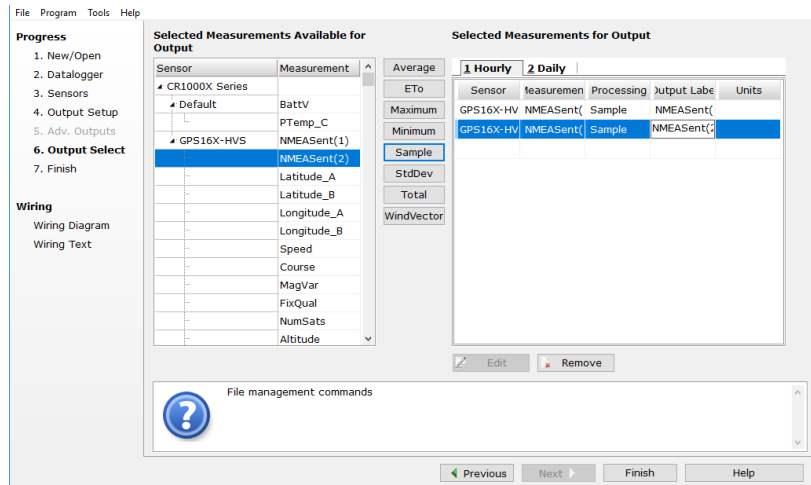 File Program Tools Help
Progress
1. New/Open
2. Datalogger
3. Sensors
4. Output Setup
5. Adv. Outputs
6. Output Select
7. Finish
Wiring
Wiring Diagram
Wiring Text
Selected Measurements Available for
Output
Sensor Measurement
CR1000X Series
Default BattV
PTemp_C
GPS16X-HVS NMEASent(1)
NMEASent(2)
Latitude_A
Latitude_B
Longitude_A
Longitude_B
Speed
Course
MagVar
FixQual
NumSats
Altitude
Average
ETo
Maximum
Minimum
Sample
StdDev
Total
WindVector
Selected Measurements for Output
1 Hourly 2 Daily
Sensor Measuremen Processing Output Labe Units
GPS16X-HV NMEASent( Sample NMEASent(
GPS16X-HV NMEASent( Sample NMEASent(2
Edit Remove
File management commands
Previous Next Finish Help